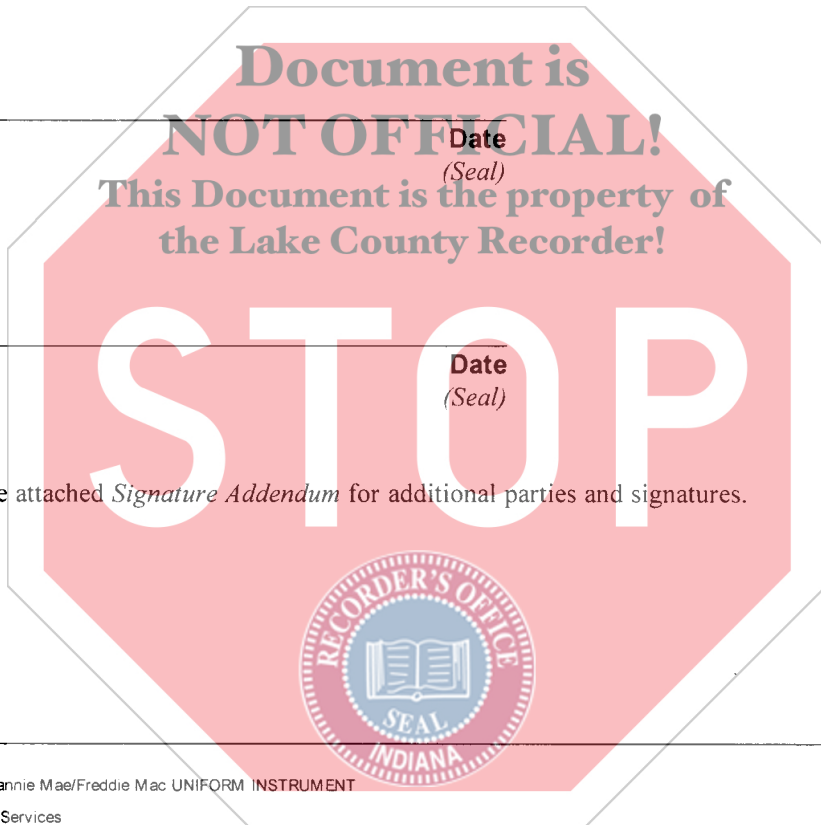 Document is
NOT OFFICIAL!
Date
(Seal)
This Document is the property of
the Lake County Recorder!
STOP
Date
(Seal)
e attached Signature Addendum for additional parties and signatures.
RECORDER'S OFFICE
SEAL
INDIANA
annie Mae/Freddie Mac UNIFORM INSTRUMENT
Services